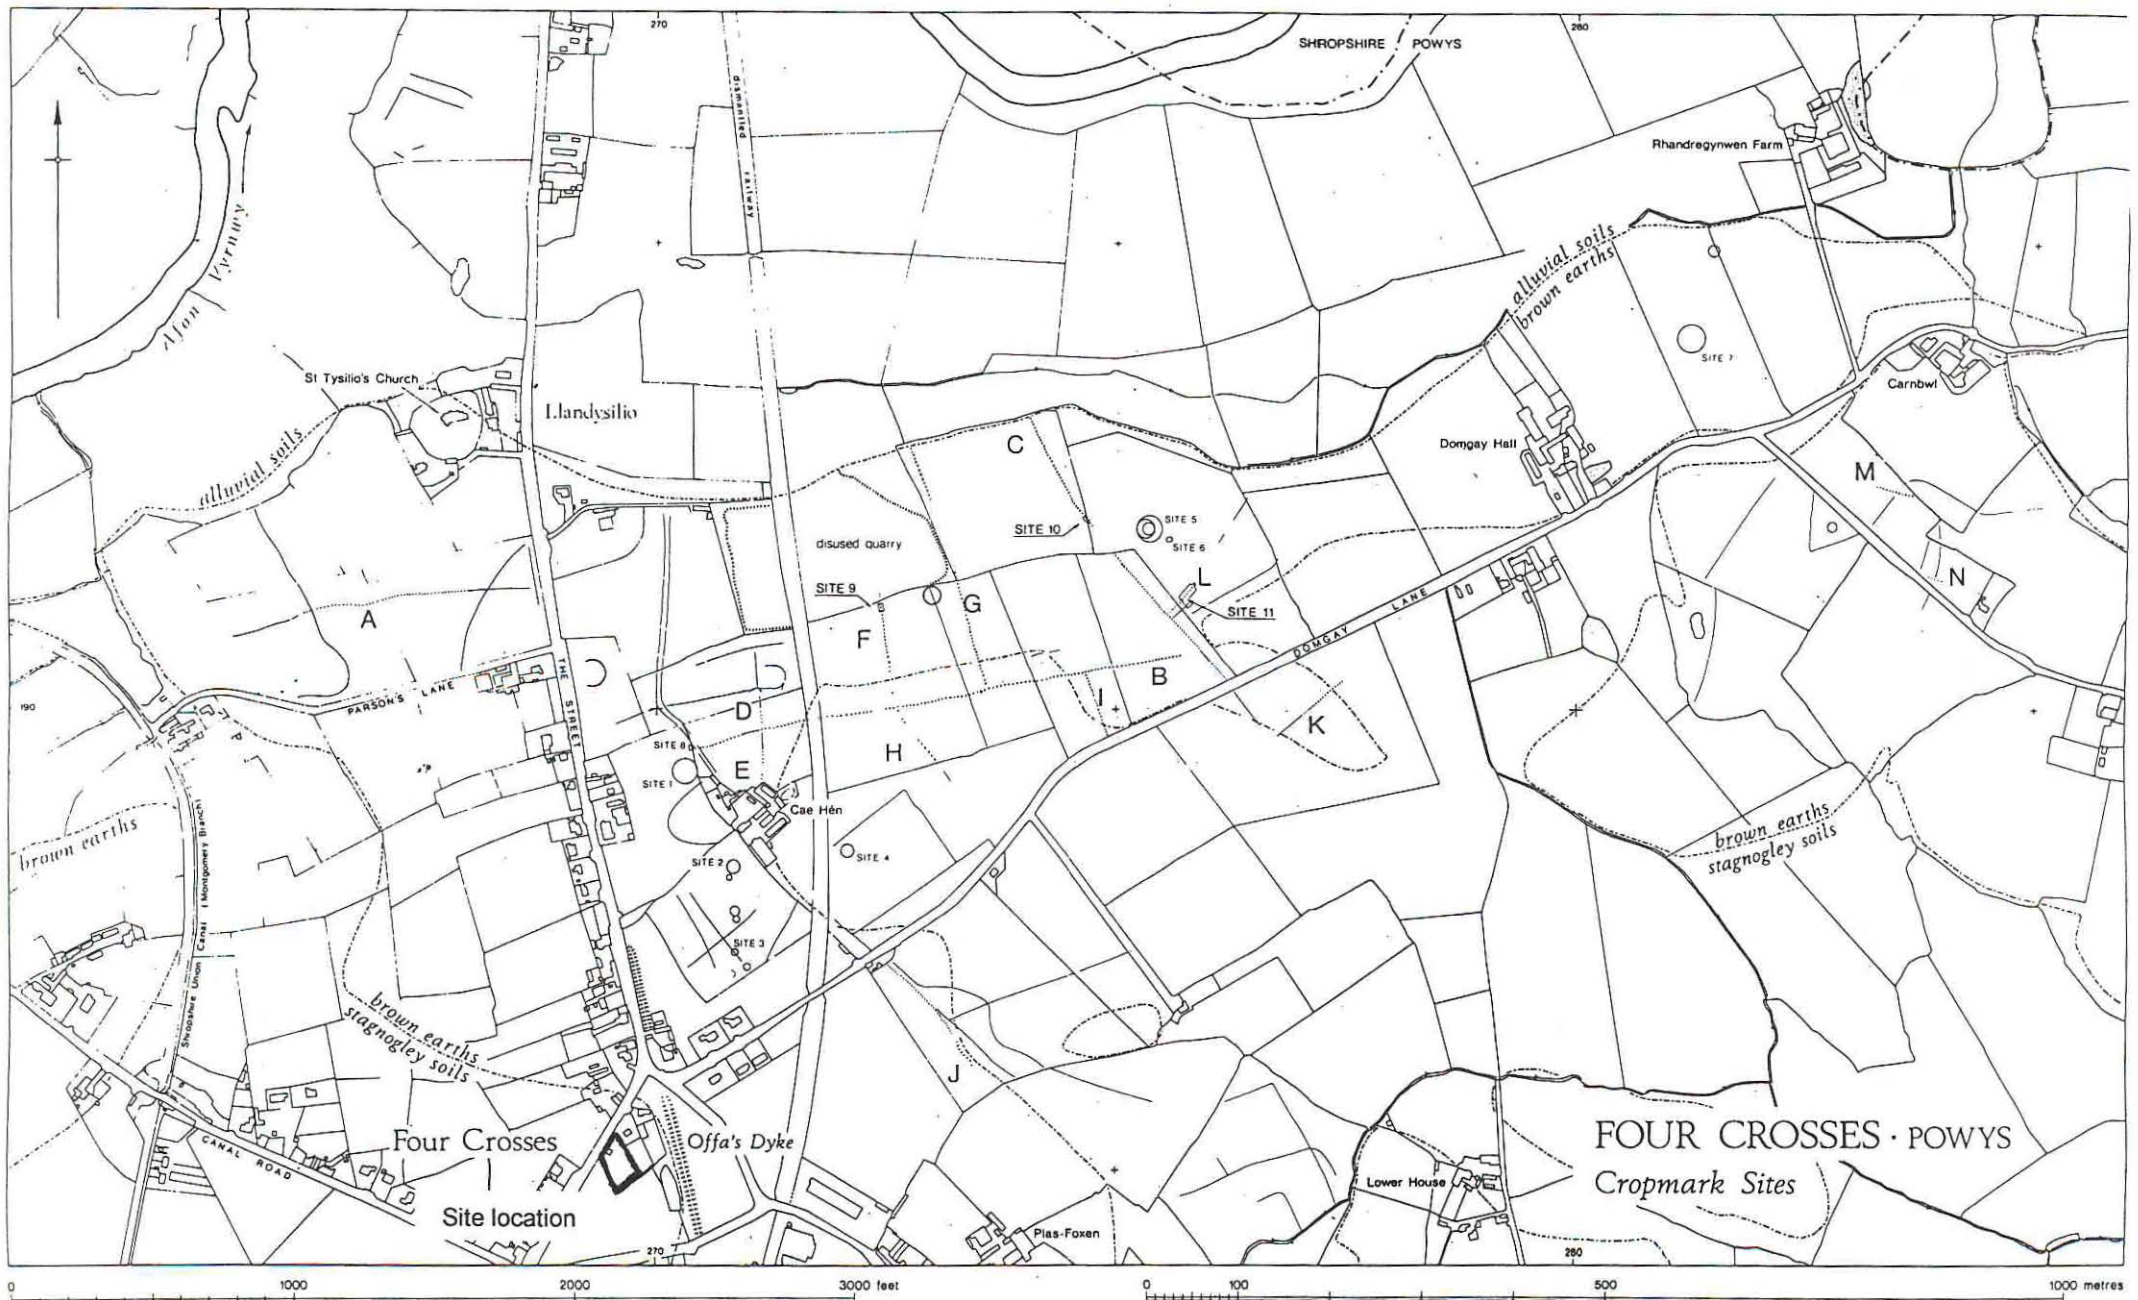 270
280
SHROPSHIRE POWYS
dismantled
railway
Rhandregynwen Farm
Afon Vyrnwy
alluvial soils
brown earths
SITE 7
St Tysilio's Church
Llandysilio
Carnbwl
C
Domgay Hall
M
alluvial soils
SITE 10
SITE 5
SITE 6
disused quarry
SITE 9
L
SITE 11
N
G
A
F
DOMGAY LANE
B
THE STREET
PARSON'S LANE
I
190
D
K
SITE 8
H
E
SITE 1
Cae Hên
brown earths
SITE 2
SITE 4
brown earths
stagnogley soils
Shropshire Union Canal (Montgomery Branch)
SITE 3
brown earths
stagnogley soils
J
Four Crosses
Offa's Dyke
CANAL ROAD
FOUR CROSSES · POWYS
Cropmark Sites
Lower House
Site location
Plas-Foxen
270
280
0 1000 2000 3000 feet
0 100 500 1000 metres